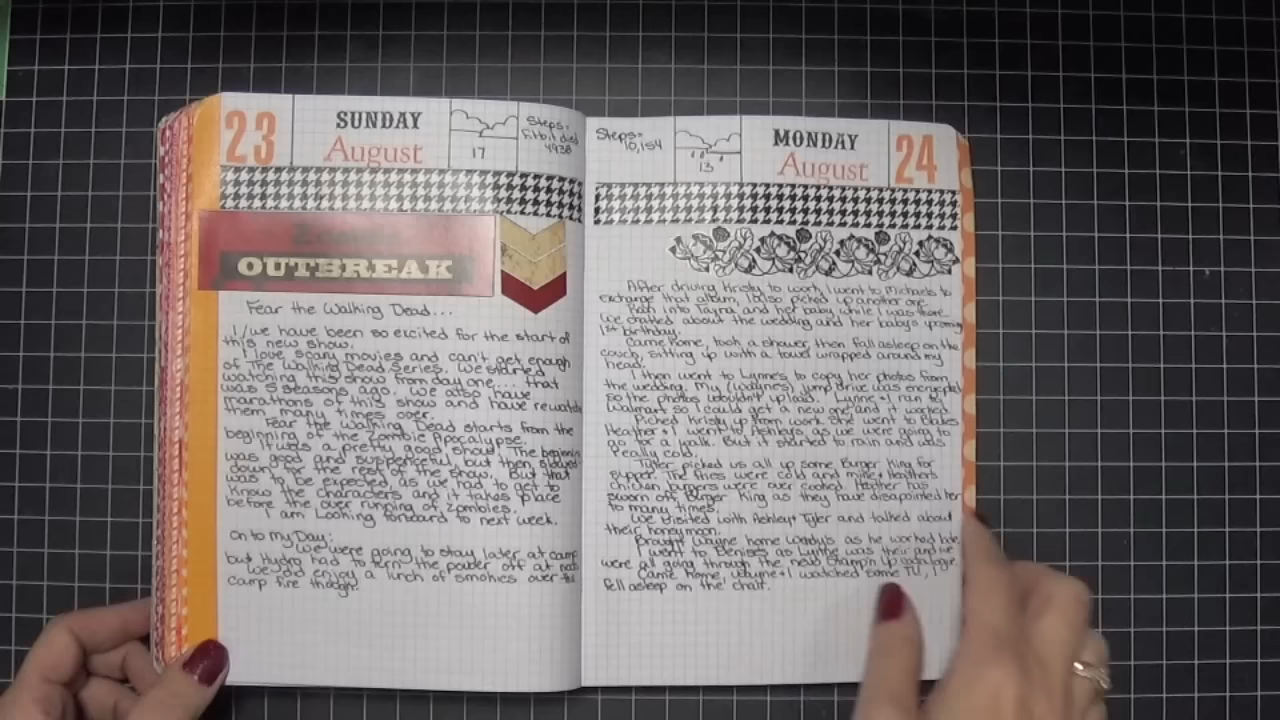 23
SUNDAY
August
17
Steps=
Fitbit died
4938
OUTBREAK
Fear the Walking Dead...
I/we have been so excited for the start of
this new show.
I love scary movies and can't get enough
of The Walking Dead Series. We started
watching this show from day one... that
was 5 seasons ago. We also have
marathons of this show and have rewatch
them many times over.
Fear the Walking Dead starts from the
beginning of the Zombie Apocalypse.
It was a pretty good show. The beginnin
was good and suspenceful, but then slowed
down for the rest of the show. But that
was to be expected, as we had to get to
know the characters and it takes place
before the over running of zombies.
I am Looking forward to next week.
On to my Day:
We were going to stay later at camp
but Hydro had to turn the power off at
We did enjoy a lunch of smokies over the
camp fire though.
Steps=
10,154
13
MONDAY
August
24
After driving Kristy to work, I went to Michaels to
exchange that album, I also picked up another one.
Ran into Tayna and her baby while I was there.
We chatted about the wedding and her baby's upcoming
1st birthday.
Came home, took a shower, then fall asleep on the
couch, sitting up with a towel wrapped around my
head.
I then went to Lynne's to copy her photos from
the wedding. My (Wayne's) jump drive was encrypted
so the photos wouldn't upload. Lynne + I ran to
Walmart so I could get a new one and it worked.
Picked Kristy up from work. She went to Blakes
Heather + I went to Ashleys as we were going to
go for a walk. But it started to rain and was
really cold.
Tyler picked us all up some Burger King for
supper. The fries were cold and mine + Heathers
chicken burgers were over cooked. Heather has
sworn off Burger King as they have disapointed her
to many times.
We visited with Ashley + Tyler and talked about
their honeymoon.
Brought Wayne home Wendy's as he worked late.
I went to Denise's as Lynne was their and we
were all going through the new Stampin Up catalogue.
Came home, Wayne + I watched some TV, I
fell asleep on the chair.